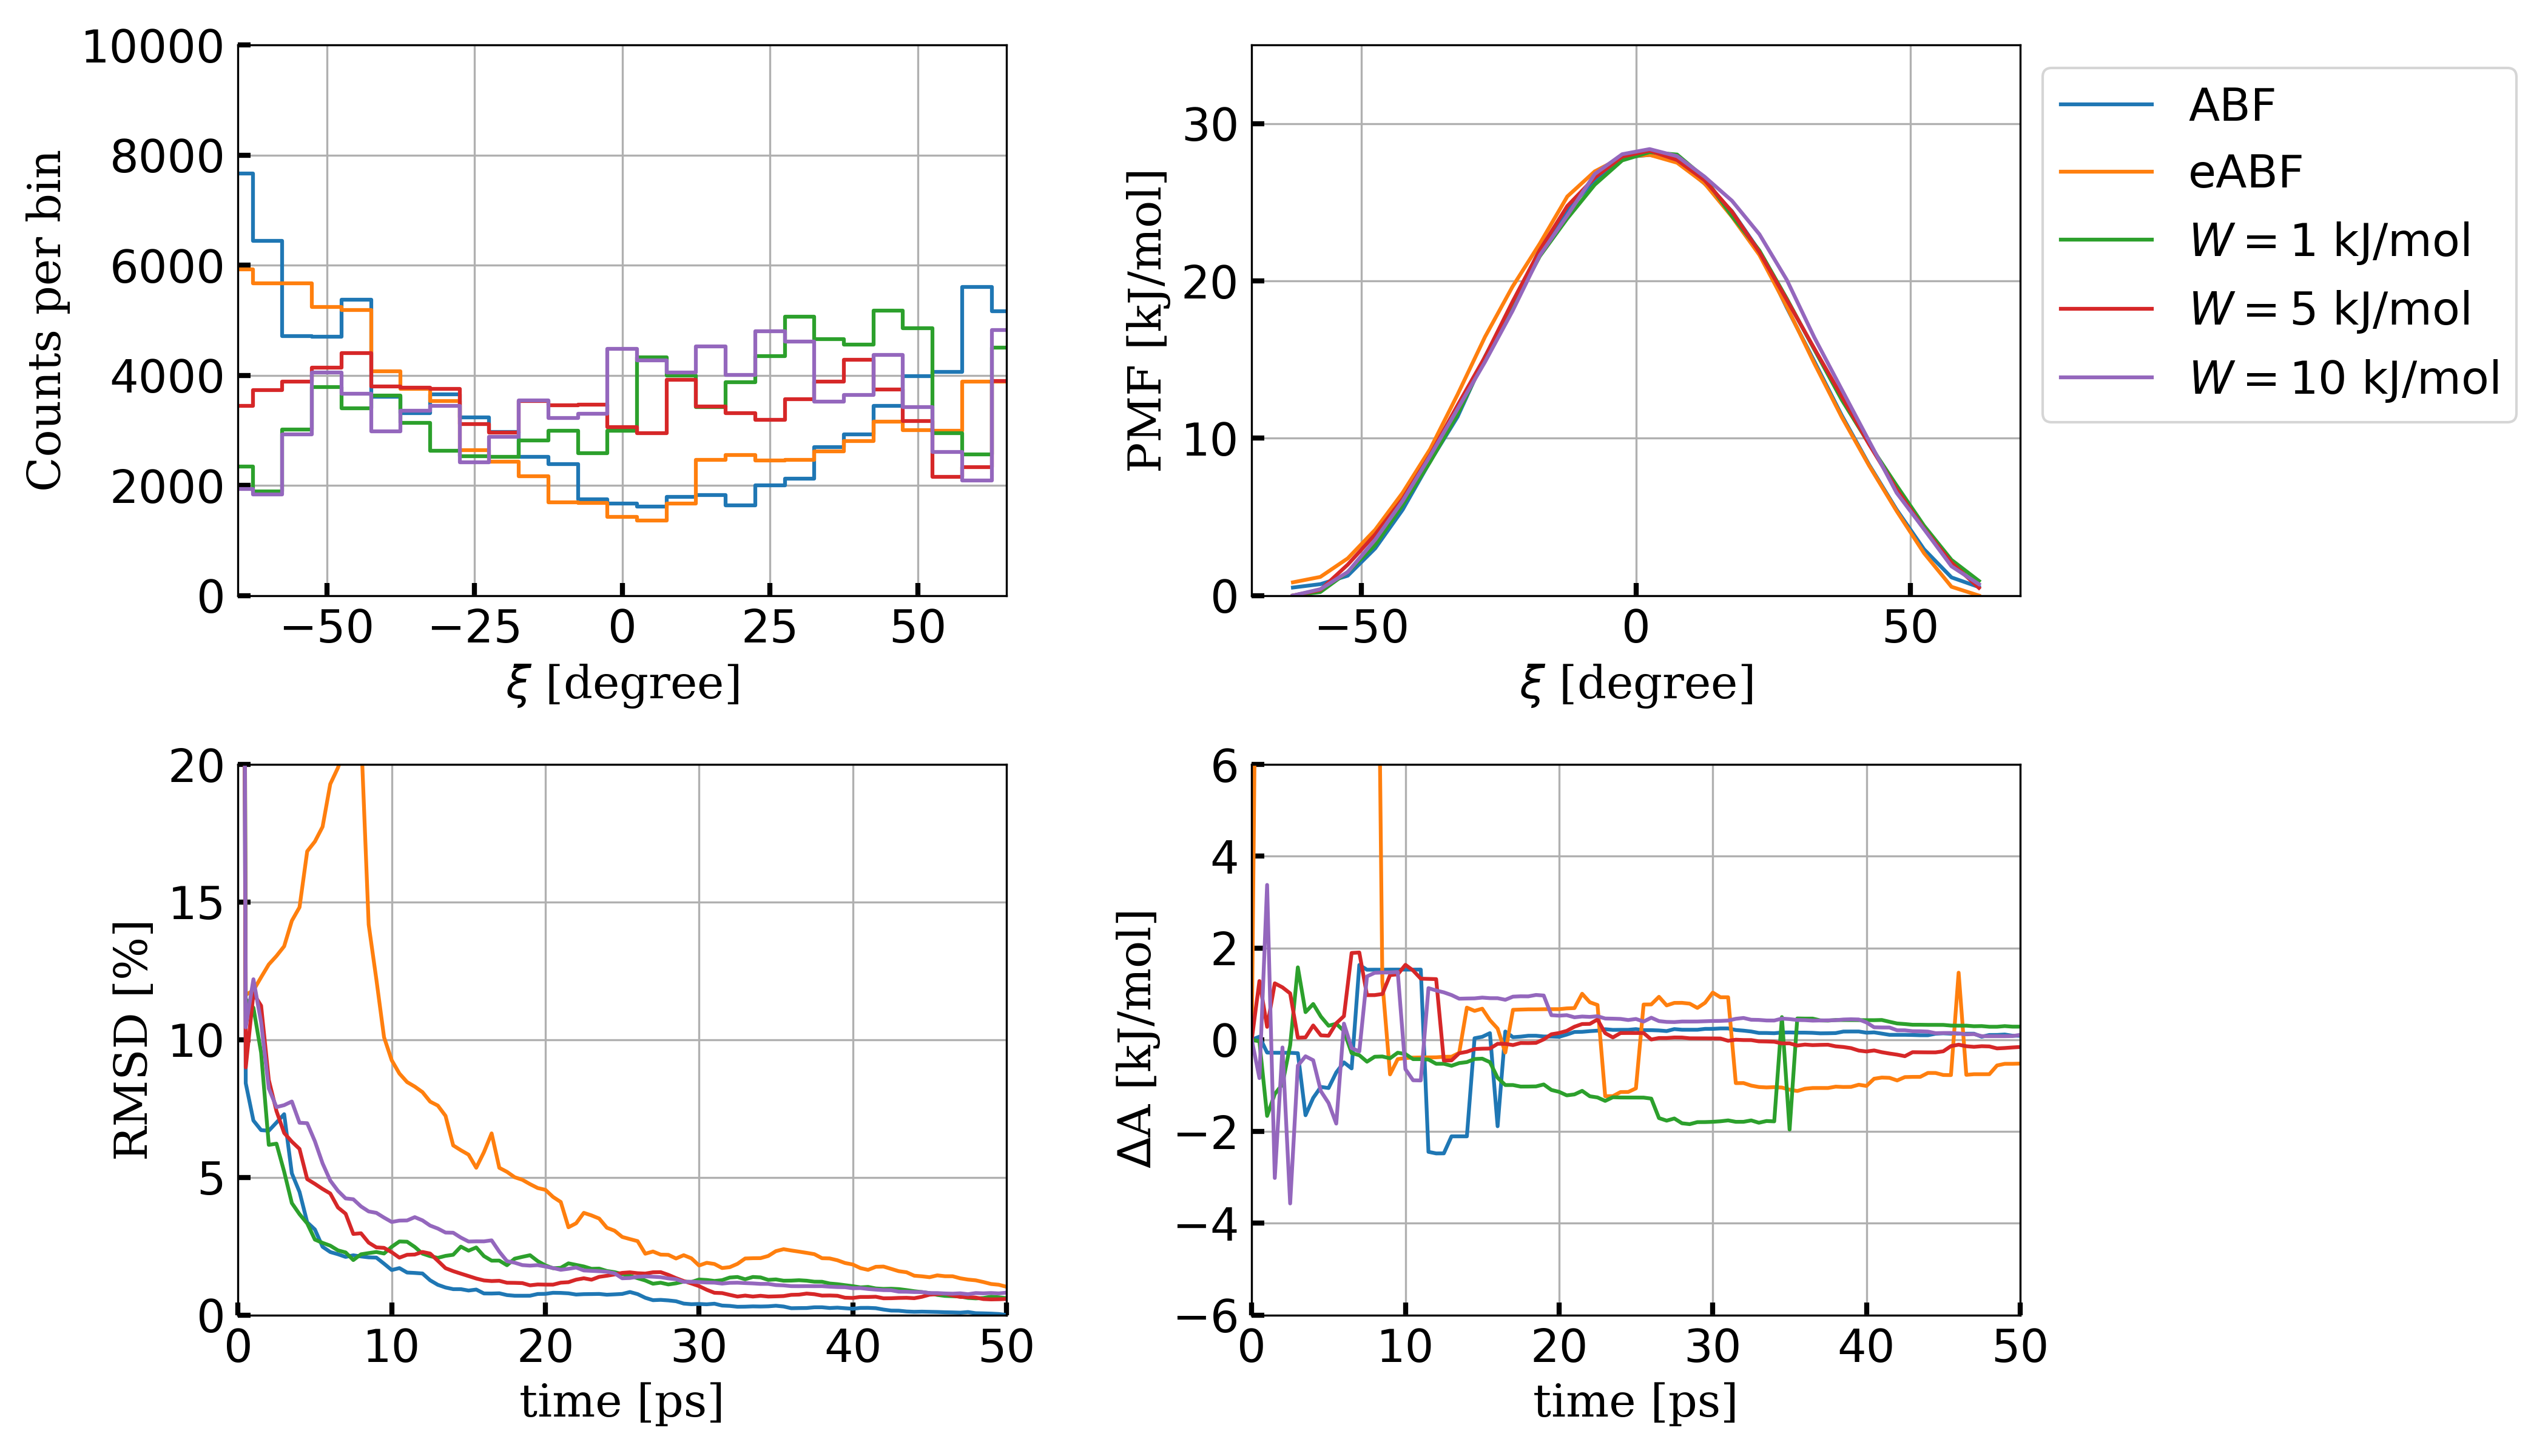 10000
8000
6000
4000
2000
0
Counts per bin
−50 −25 0 25 50
ξ [degree]
30
20
10
0
PMF [kJ/mol]
−50 0 50
ξ [degree]
ABF
eABF
W = 1 kJ/mol
W = 5 kJ/mol
W = 10 kJ/mol
20
15
10
5
0
RMSD [%]
0 10 20 30 40 50
time [ps]
6
4
2
0
−2
−4
−6
ΔA [kJ/mol]
0 10 20 30 40 50
time [ps]